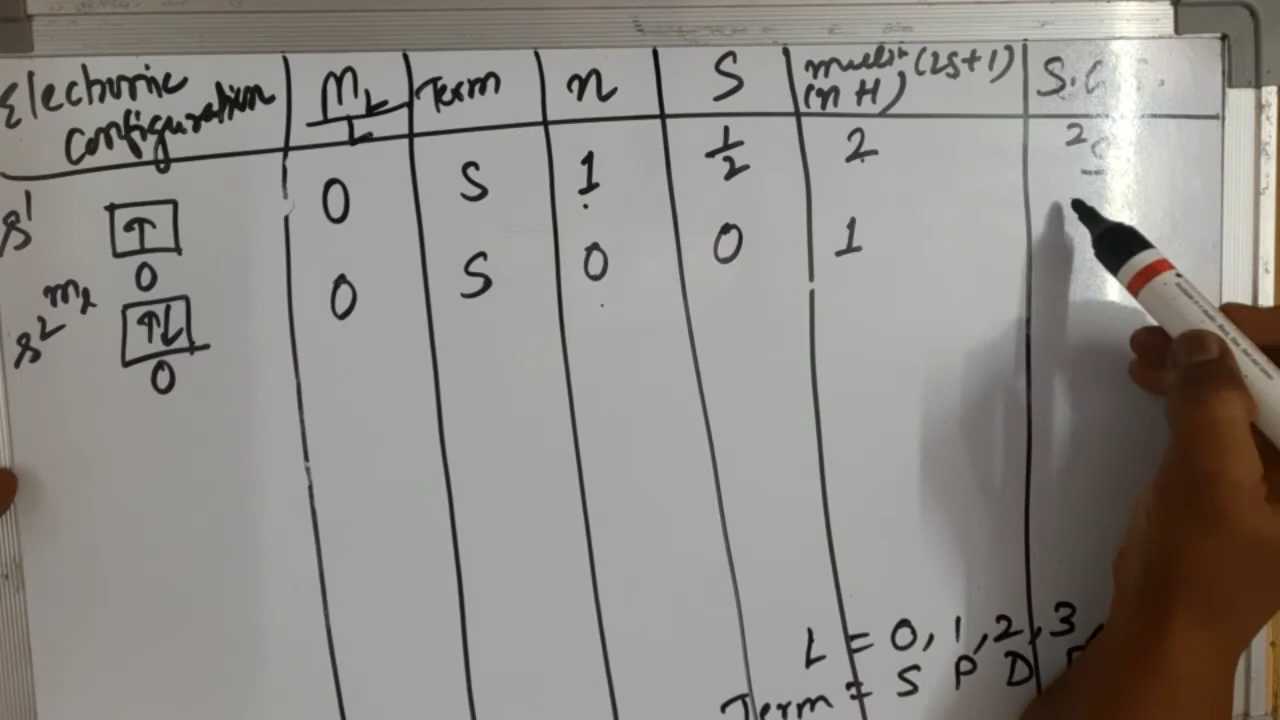 Electronic configuration M_L L Term n S (2s+1) (n+1)
s¹ ↑ 0 0 S 1 1/2 2 2
m_l
s² ↑↓ 0 0 S 0 0 1
L = 0, 1, 2, 3,
Term = S P D